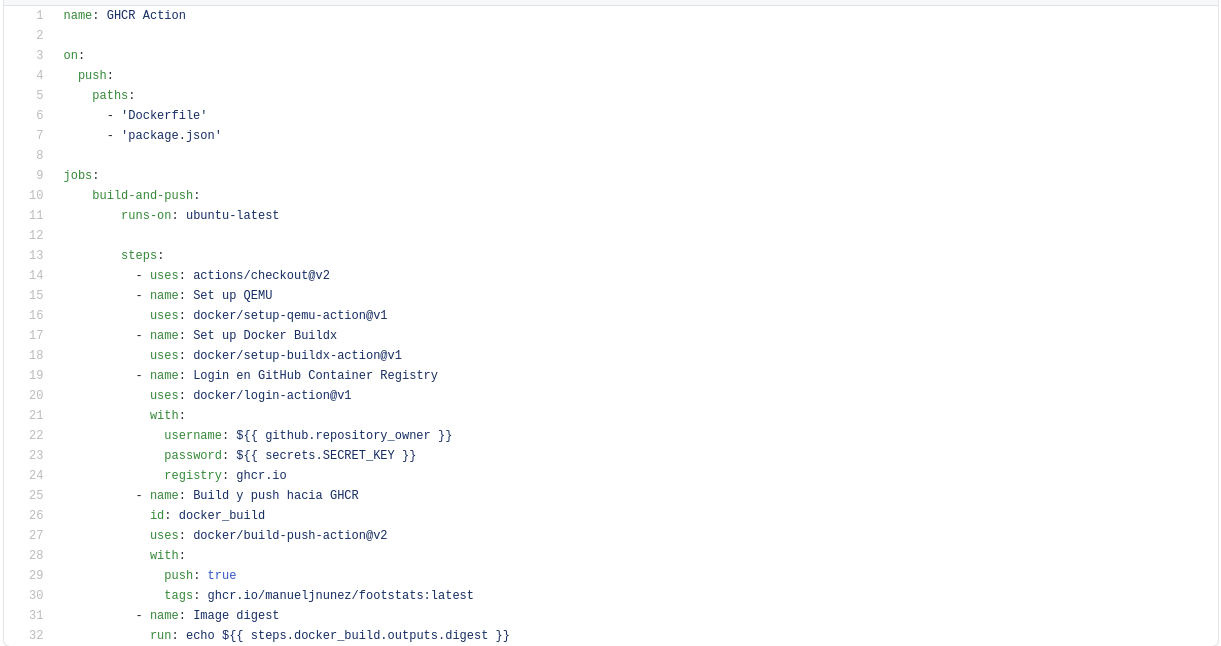 1 name: GHCR Action
2
3 on:
4   push:
5     paths:
6       - 'Dockerfile'
7       - 'package.json'
8
9 jobs:
10     build-and-push:
11         runs-on: ubuntu-latest
12
13         steps:
14           - uses: actions/checkout@v2
15           - name: Set up QEMU
16             uses: docker/setup-qemu-action@v1
17           - name: Set up Docker Buildx
18             uses: docker/setup-buildx-action@v1
19           - name: Login en GitHub Container Registry
20             uses: docker/login-action@v1
21             with:
22               username: ${{ github.repository_owner }}
23               password: ${{ secrets.SECRET_KEY }}
24               registry: ghcr.io
25           - name: Build y push hacia GHCR
26             id: docker_build
27             uses: docker/build-push-action@v2
28             with:
29               push: true
30               tags: ghcr.io/manueljnunez/footstats:latest
31           - name: Image digest
32             run: echo ${{ steps.docker_build.outputs.digest }}